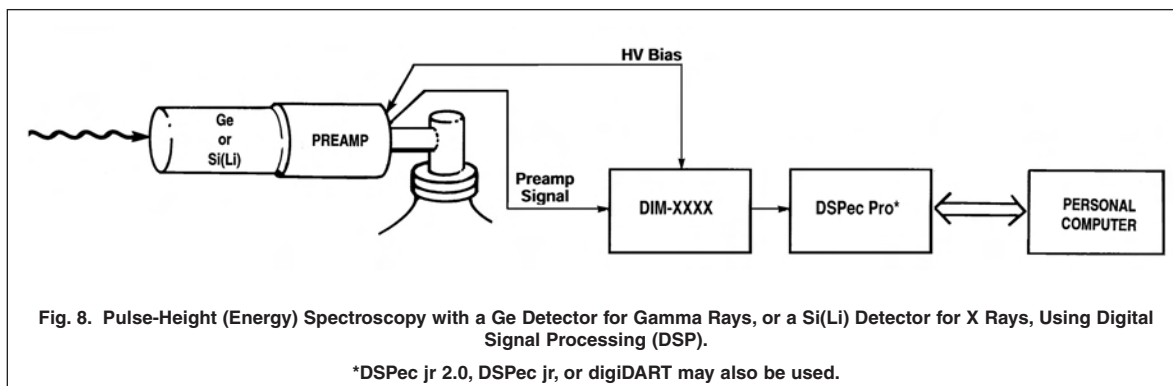 HV Bias
Ge
or
Si(Li)
PREAMP
Preamp
Signal
DIM-XXXX
DSPec Pro*
PERSONAL
COMPUTER
Fig. 8. Pulse-Height (Energy) Spectroscopy with a Ge Detector for Gamma Rays, or a Si(Li) Detector for X Rays, Using Digital
Signal Processing (DSP).
*DSPec jr 2.0, DSPec jr, or digiDART may also be used.